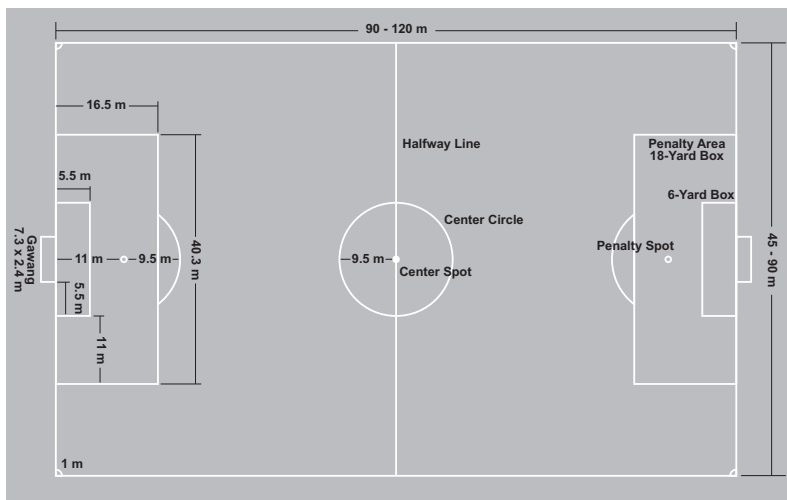 90 - 120 m
16.5 m
Halfway Line
Penalty Area
18-Yard Box
5.5 m
6-Yard Box
Center Circle
Gawang
7.3 x 2.4 m
11 m
9.5 m
40.3 m
9.5 m
Center Spot
Penalty Spot
45 - 90 m
5.5 m
11 m
1 m